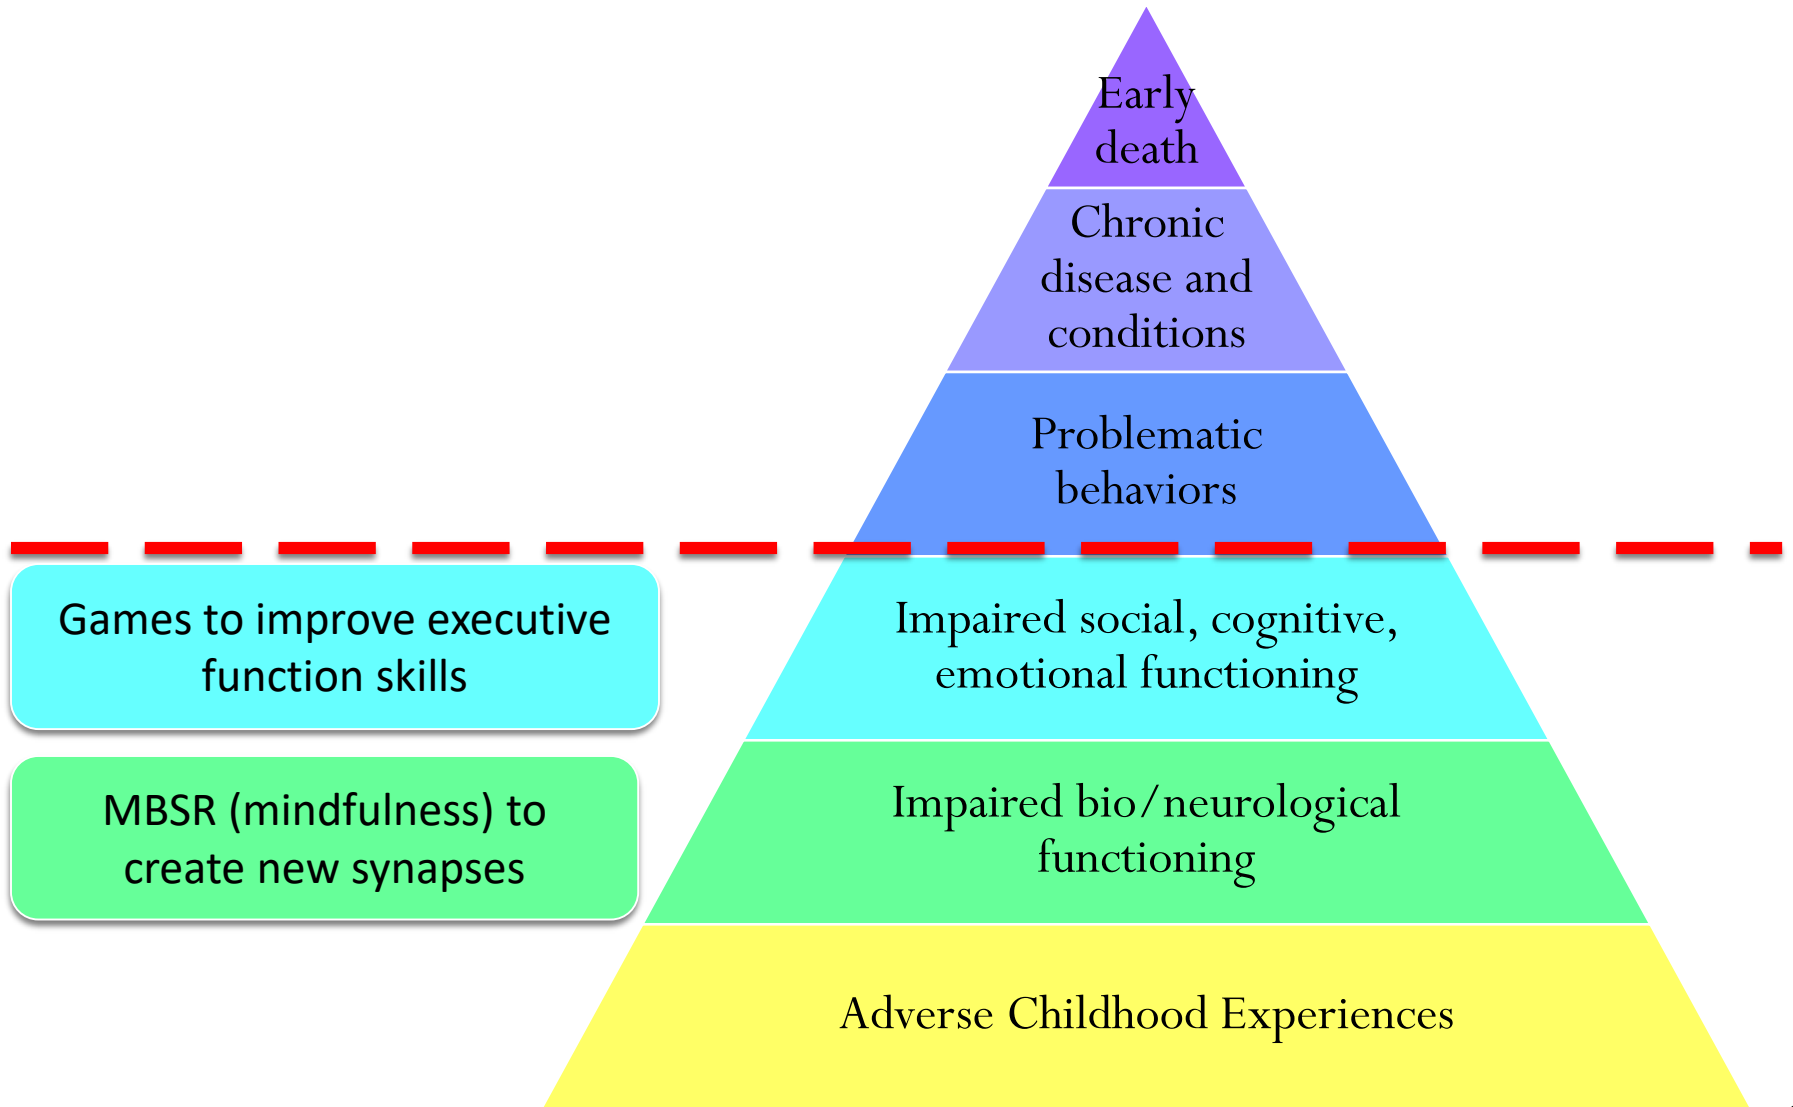 Early
death
Chronic
disease and
conditions
Problematic
behaviors
Games to improve executive
function skills
Impaired social, cognitive,
emotional functioning
MBSR (mindfulness) to
create new synapses
Impaired bio/neurological
functioning
Adverse Childhood Experiences